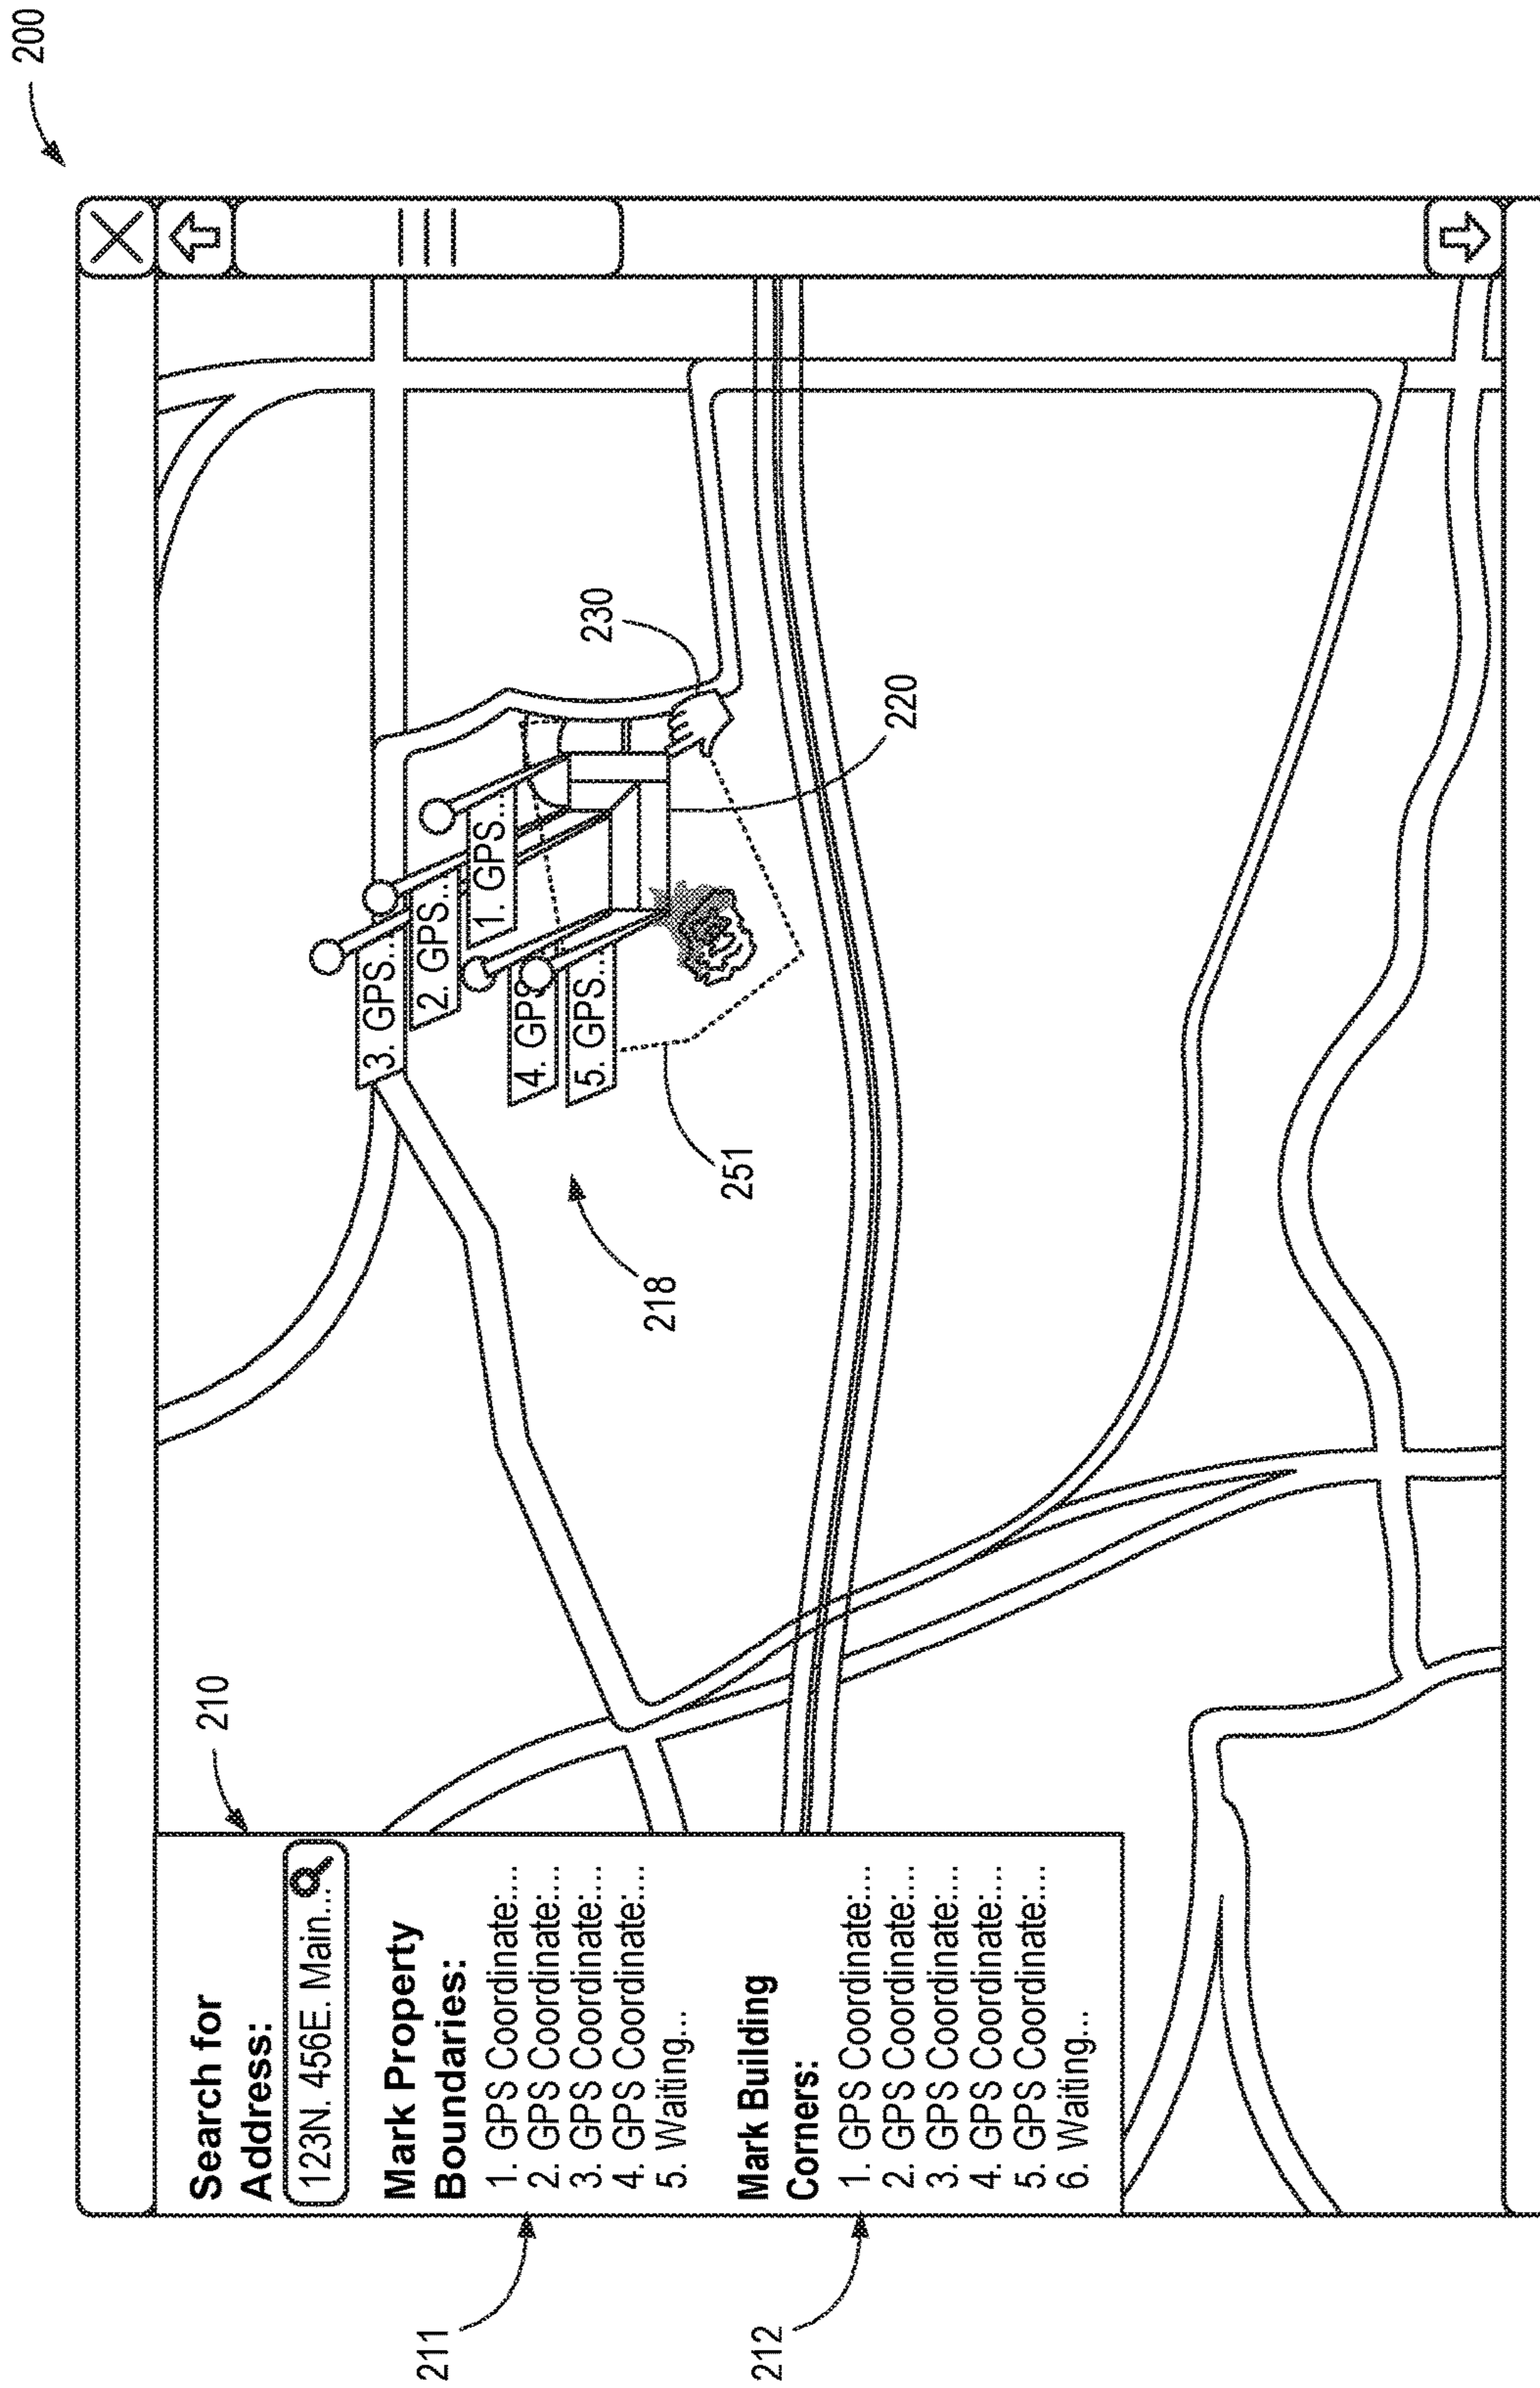 200
210
Search for
Address:
123N. 456E. Main...
Mark Property
Boundaries:
1. GPS Coordinate:...
2. GPS Coordinate:...
3. GPS Coordinate:...
4. GPS Coordinate:...
5. Waiting...
Mark Building
Corners:
1. GPS Coordinate:...
2. GPS Coordinate:...
3. GPS Coordinate:...
4. GPS Coordinate:...
5. GPS Coordinate:...
6. Waiting...
211
212
3. GPS...
2. GPS...
1. GPS...
4. GPS
5. GPS...
230
220
251
218